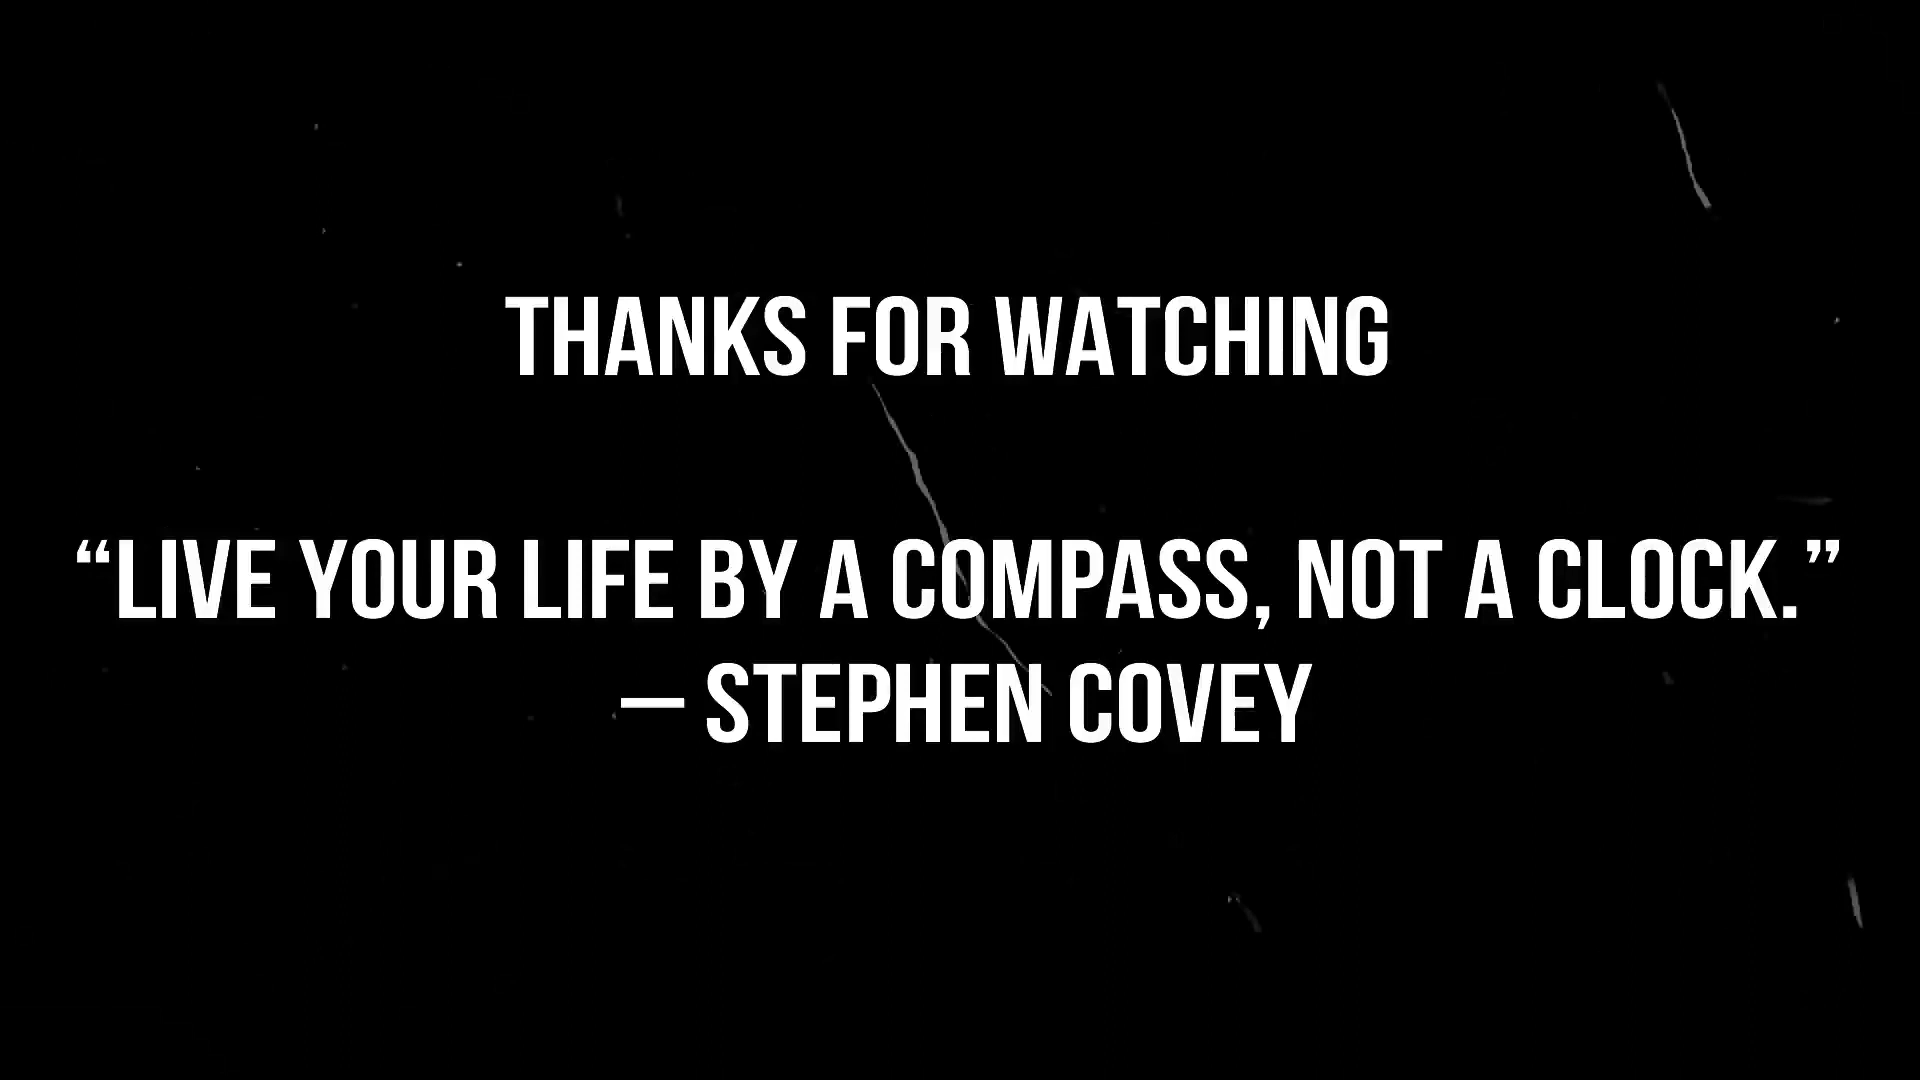 THANKS FOR WATCHING
“LIVE YOUR LIFE BY A COMPASS, NOT A CLOCK.”
— STEPHEN COVEY